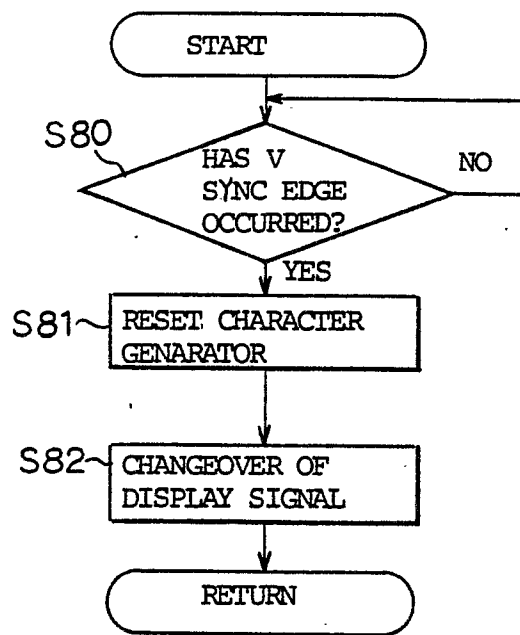 START
S80
HAS V
SYNC EDGE
OCCURRED?
NO
YES
S81
RESET CHARACTER
GENARATOR
S82
CHANGEOVER OF
DISPLAY SIGNAL
RETURN